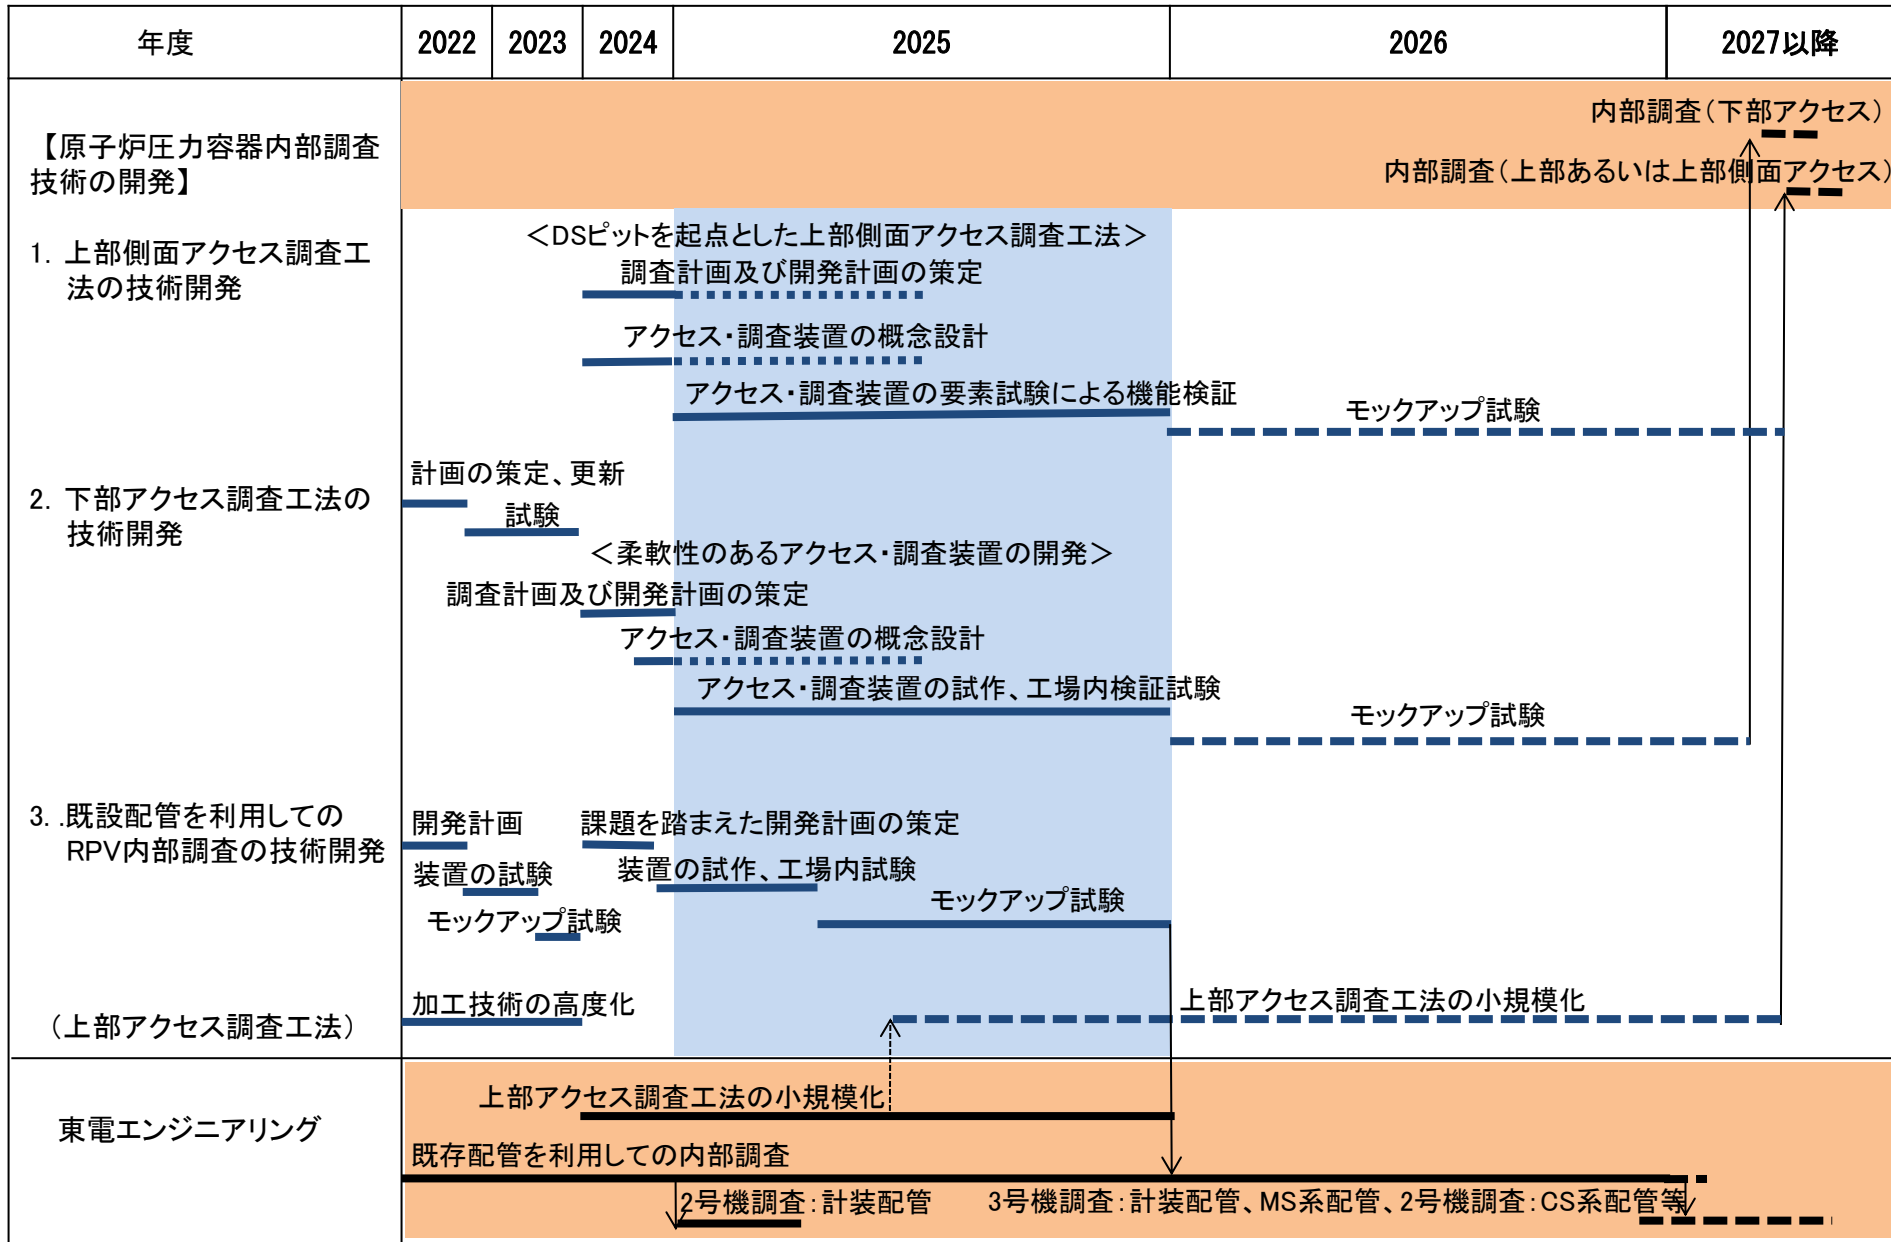 年度
2022
2023
2024
2025
2026
2027以降
【原子炉圧力容器内部調査
技術の開発】
内部調査（下部アクセス）
内部調査（上部あるいは上部側面アクセス）
1. 上部側面アクセス調査工
法の技術開発
＜DSピットを起点とした上部側面アクセス調査工法＞
調査計画及び開発計画の策定
アクセス・調査装置の概念設計
アクセス・調査装置の要素試験による機能検証
モックアップ試験
2. 下部アクセス調査工法の
技術開発
計画の策定、更新
試験
＜柔軟性のあるアクセス・調査装置の開発＞
調査計画及び開発計画の策定
アクセス・調査装置の概念設計
アクセス・調査装置の試作、工場内検証試験
モックアップ試験
3. .既設配管を利用しての
RPV内部調査の技術開発
開発計画
課題を踏まえた開発計画の策定
装置の試験
装置の試作、工場内試験
モックアップ試験
モックアップ試験
（上部アクセス調査工法）
加工技術の高度化
上部アクセス調査工法の小規模化
東電エンジニアリング
上部アクセス調査工法の小規模化
既存配管を利用しての内部調査
2号機調査：計装配管
3号機調査：計装配管、MS系配管、2号機調査：CS系配管等